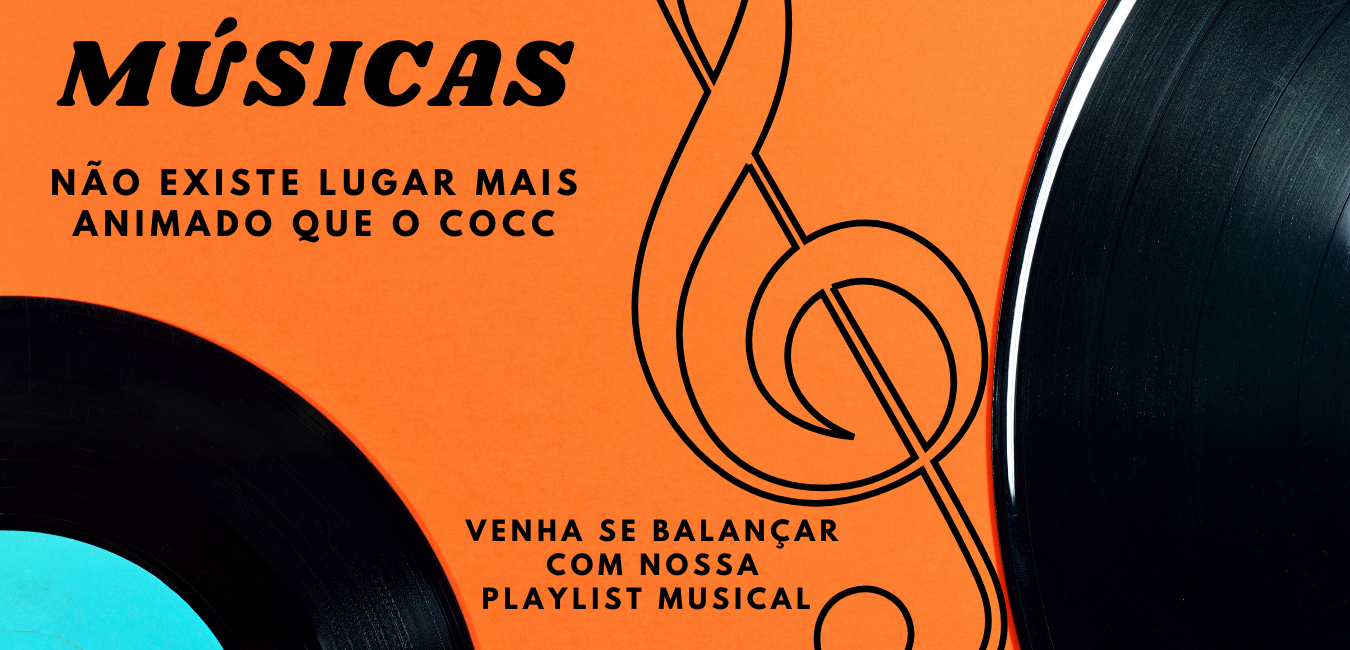 MÚSICAS
NÃO EXISTE LUGAR MAIS
ANIMADO QUE O COCC
VENHA SE BALANÇAR
COM NOSSA
PLAYLIST MUSICAL